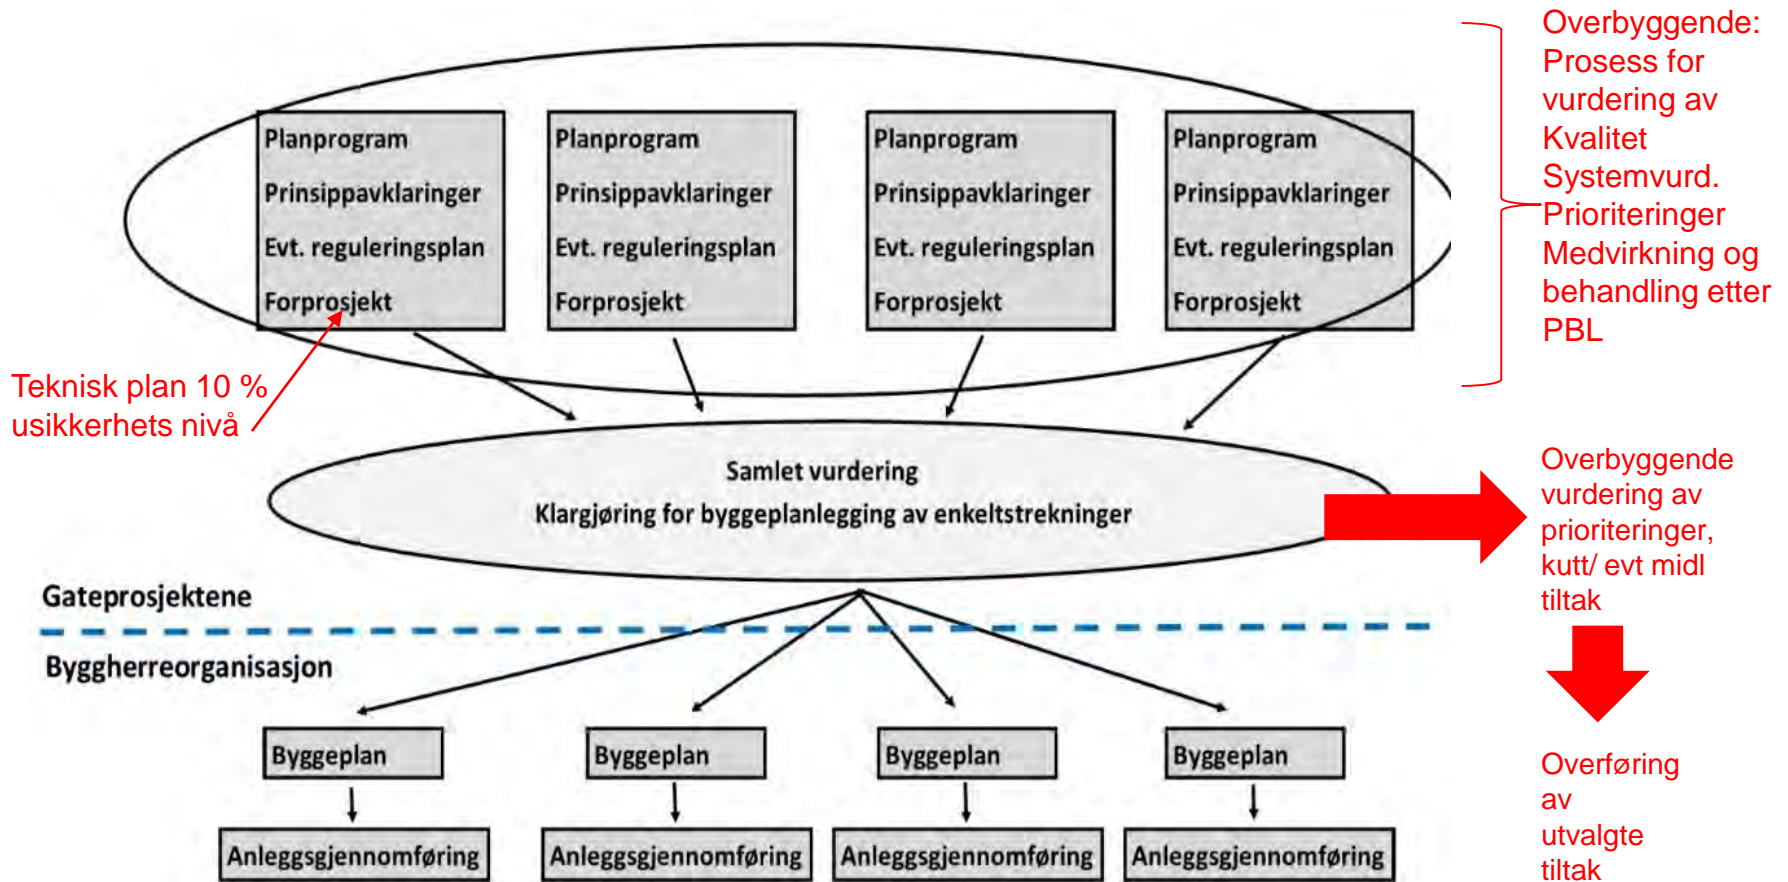 Overbyggende:
Prosess for
vurdering av
Kvalitet
Systemvurd.
Prioriteringer
Medvirkning og
behandling etter
PBL
Planprogram
Prinsippavklaringer
Evt. reguleringsplan
Forprosjekt
Planprogram
Prinsippavklaringer
Evt. reguleringsplan
Forprosjekt
Planprogram
Prinsippavklaringer
Evt. reguleringsplan
Forprosjekt
Planprogram
Prinsippavklaringer
Evt. reguleringsplan
Forprosjekt
Teknisk plan 10 %
usikkerhets nivå
Samlet vurdering
Klargjøring for byggeplanlegging av enkeltstrekninger
Overbyggende
vurdering av
prioriteringer,
kutt/ evt midl
tiltak
Gateprosjektene
Byggherreorganisasjon
Byggeplan
Byggeplan
Byggeplan
Byggeplan
Anleggsgjennomføring
Anleggsgjennomføring
Anleggsgjennomføring
Anleggsgjennomføring
Overføring
av
utvalgte
tiltak